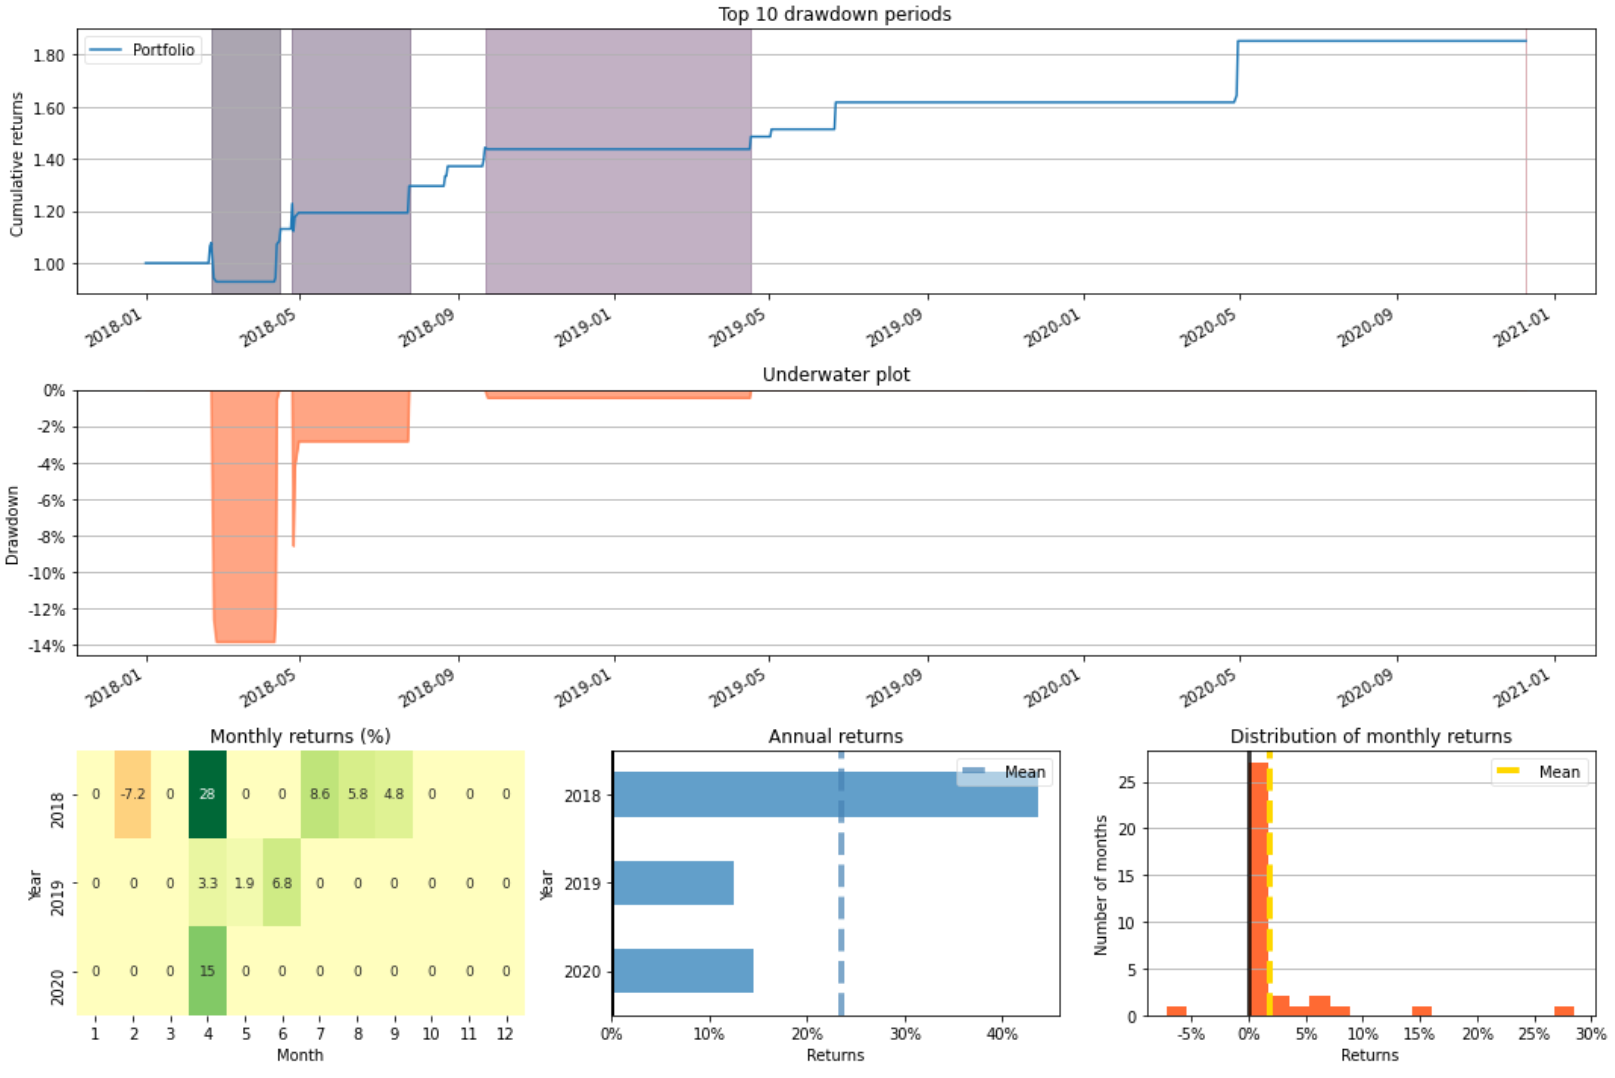 Top 10 drawdown periods
Portfolio
Cumulative returns
1.80
1.60
1.40
1.20
1.00
2018-01 2018-05 2018-09 2019-01 2019-05 2019-09 2020-01 2020-05 2020-09 2021-01
Underwater plot
Drawdown
0%
-2%
-4%
-6%
-8%
-10%
-12%
-14%
2018-01 2018-05 2018-09 2019-01 2019-05 2019-09 2020-01 2020-05 2020-09 2021-01
Monthly returns (%)
Year
2018 0 -7.2 0 28 0 0 8.6 5.8 4.8 0 0 0
2019 0 0 0 3.3 1.9 6.8 0 0 0 0 0 0
2020 0 0 0 15 0 0 0 0 0 0 0 0
1 2 3 4 5 6 7 8 9 10 11 12
Month
Annual returns
Mean
Year
2018
2019
2020
0% 10% 20% 30% 40%
Returns
Distribution of monthly returns
Mean
Number of months
25
20
15
10
5
0
-5% 0% 5% 10% 15% 20% 25% 30%
Returns